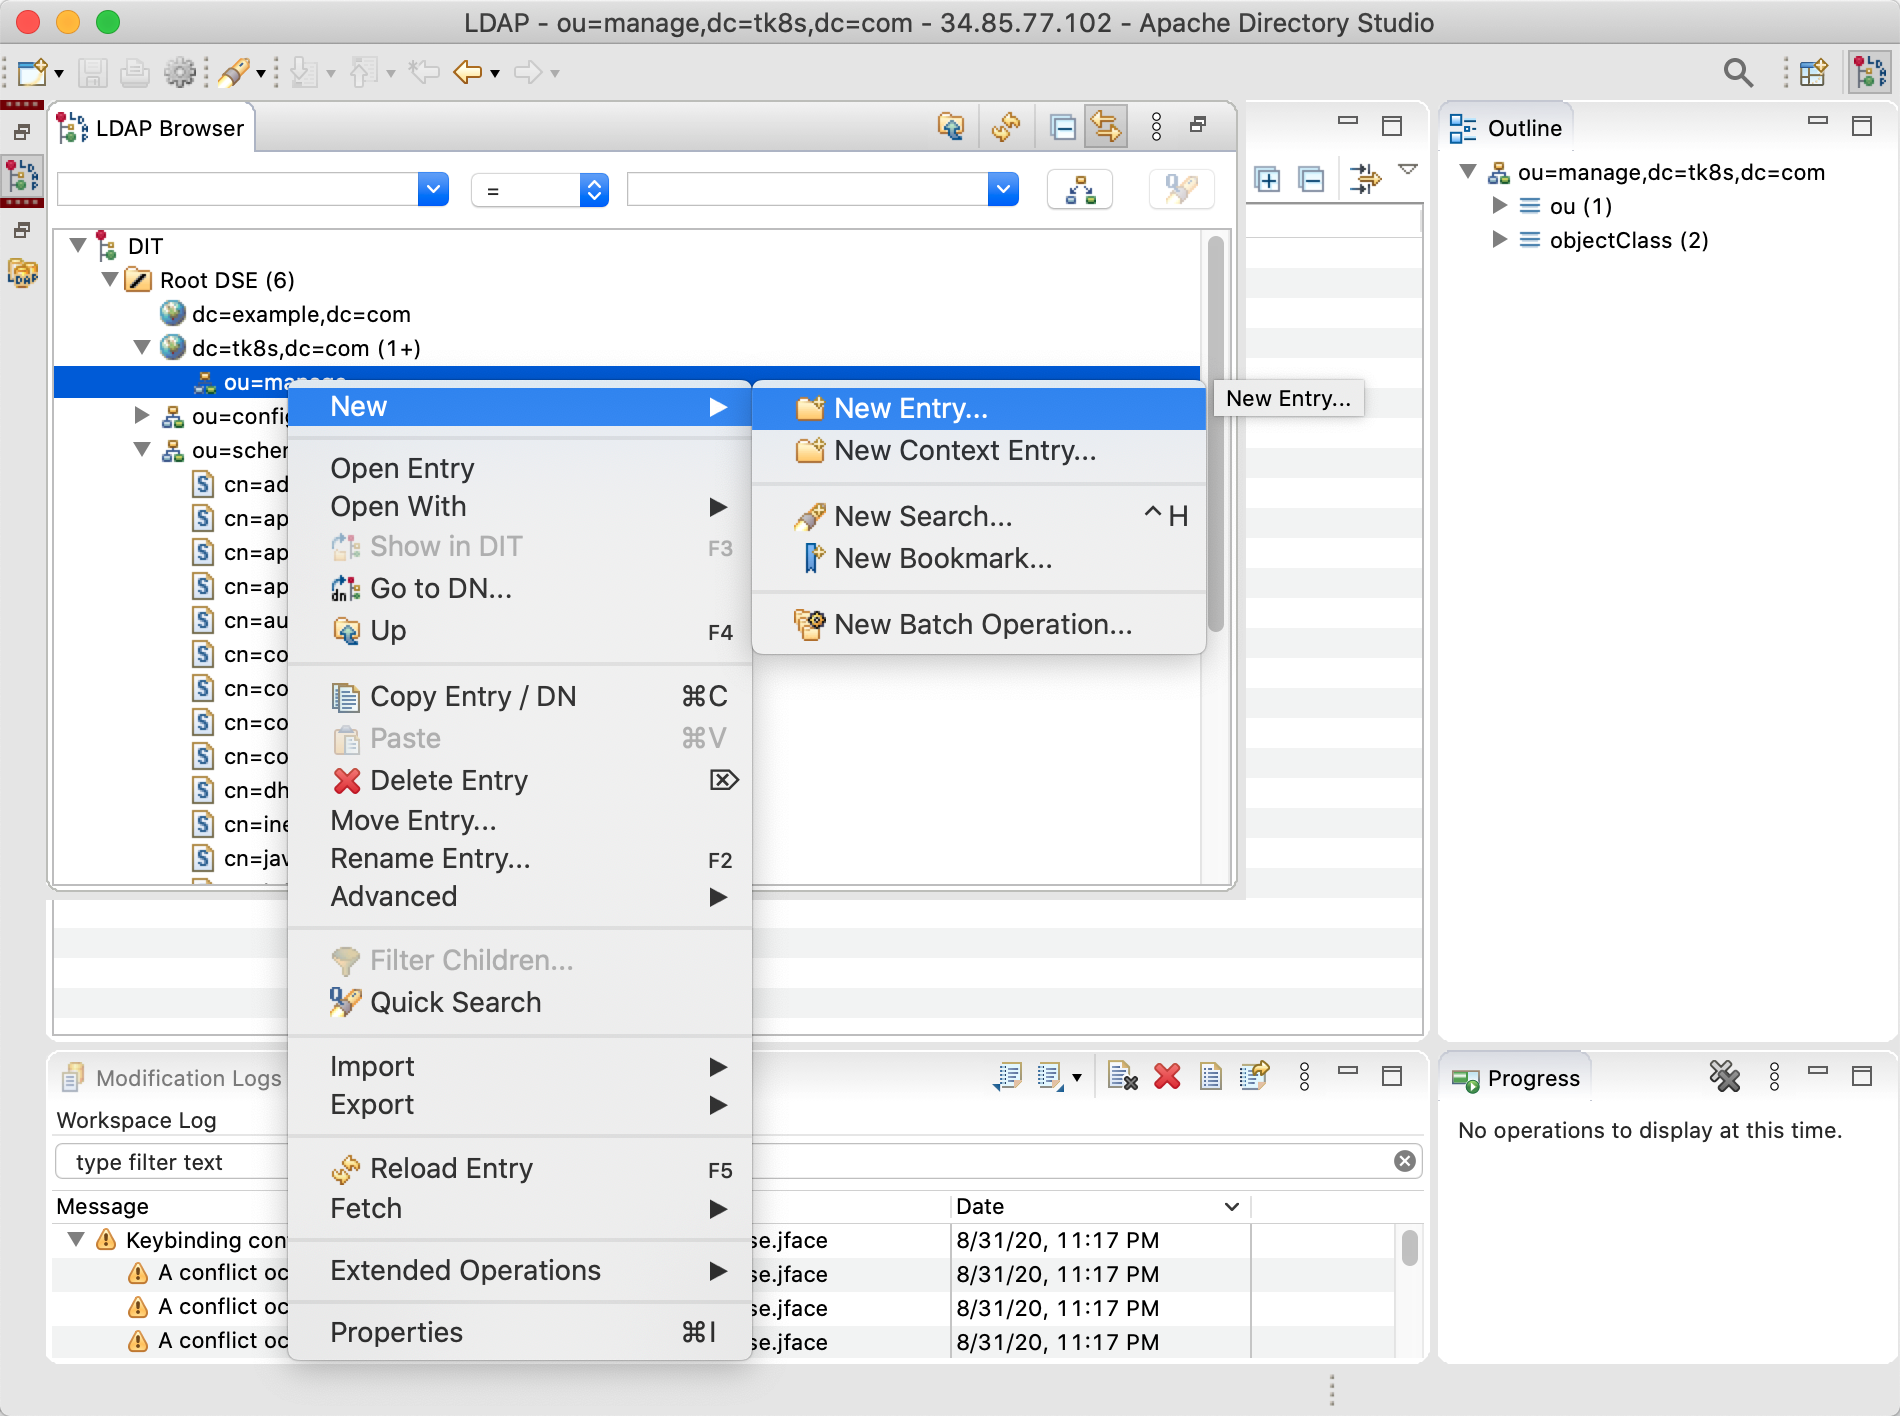 LDAP - ou=manage,dc=tk8s,dc=com - 34.85.77.102 - Apache Directory Studio
LDAP Browser
=
DIT
Root DSE (6)
dc=example,dc=com
dc=tk8s,dc=com (1+)
ou=manage
ou=config
ou=schem
cn=ad
cn=ap
cn=ap
cn=ap
cn=au
cn=co
cn=co
cn=co
cn=co
cn=dh
cn=ine
cn=jav
New
Open Entry
Open With
Show in DIT F3
Go to DN...
Up F4
Copy Entry / DN ⌘C
Paste ⌘V
Delete Entry ⌦
Move Entry...
Rename Entry... F2
Advanced
Filter Children...
Quick Search
Import
Export
Reload Entry F5
Fetch
Extended Operations
Properties ⌘I
New Entry...
New Context Entry...
New Search... ^H
New Bookmark...
New Batch Operation...
New Entry...
Outline
ou=manage,dc=tk8s,dc=com
ou (1)
objectClass (2)
Modification Logs
Workspace Log
type filter text
Message Date
Keybinding con se.jface 8/31/20, 11:17 PM
A conflict oc se.jface 8/31/20, 11:17 PM
A conflict oc se.jface 8/31/20, 11:17 PM
A conflict oc se.jface 8/31/20, 11:17 PM
Progress
No operations to display at this time.